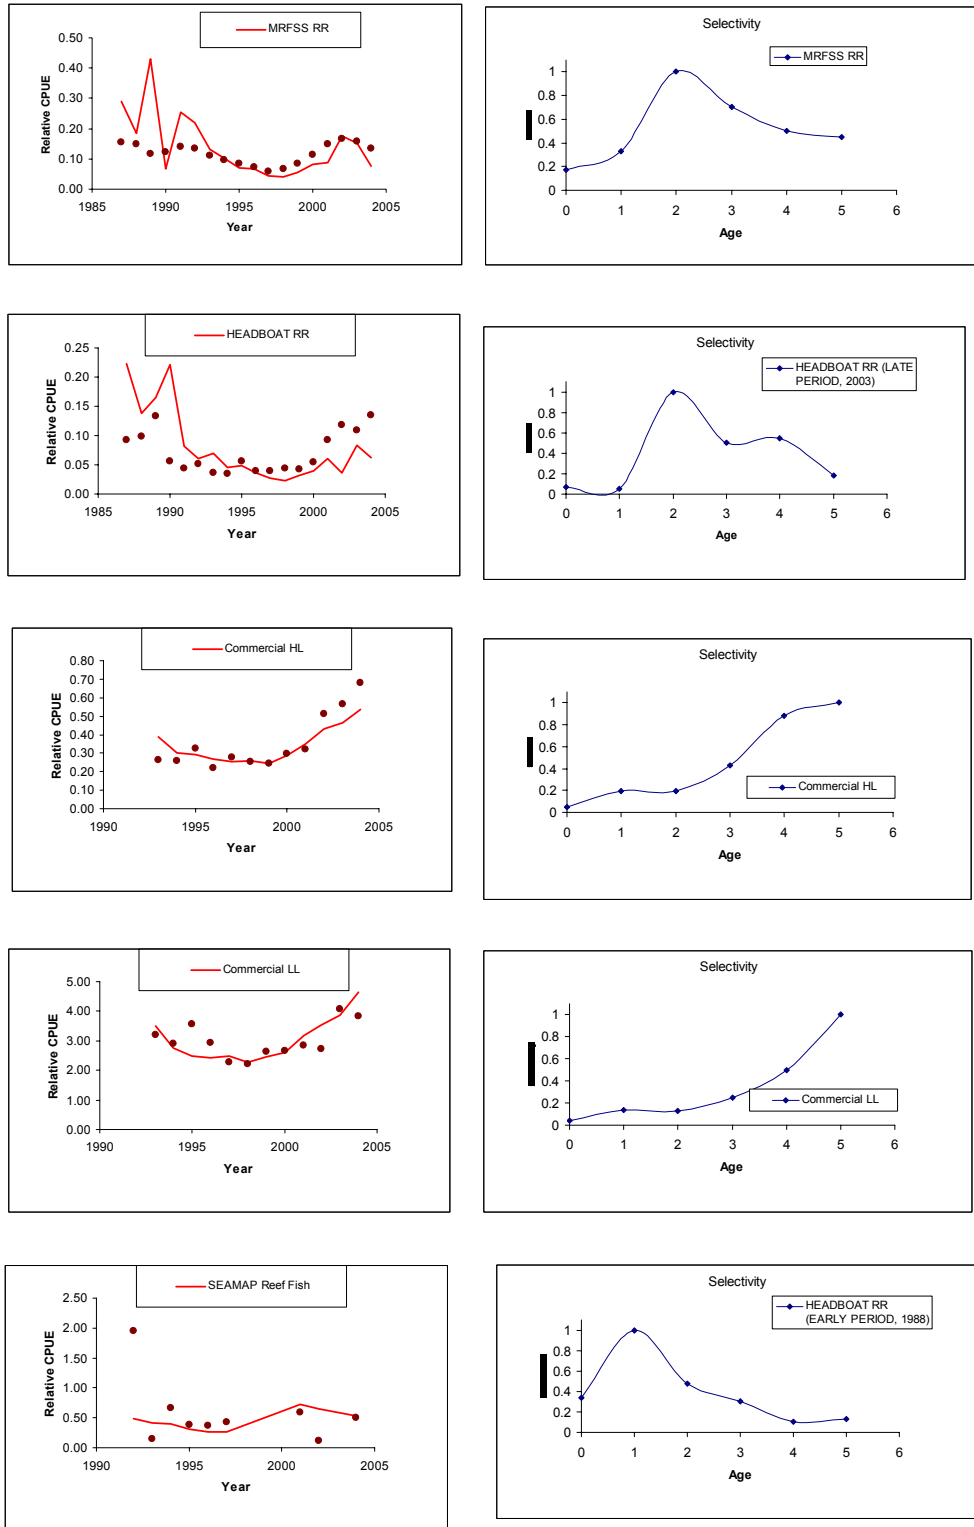 MRFSS RR
Relative CPUE
0.50
0.40
0.30
0.20
0.10
0.00
1985 1990 1995 2000 2005
Year
Selectivity
MRFSS RR
1
0.8
0.6
0.4
0.2
0
0 1 2 3 4 5 6
Age
HEADBOAT RR
Relative CPUE
0.25
0.20
0.15
0.10
0.05
0.00
1985 1990 1995 2000 2005
Year
Selectivity
HEADBOAT RR (LATE
PERIOD, 2003)
1
0.8
0.6
0.4
0.2
0
0 1 2 3 4 5 6
Age
Commercial HL
Relative CPUE
0.80
0.70
0.60
0.50
0.40
0.30
0.20
0.10
0.00
1990 1995 2000 2005
Year
Selectivity
1
0.8
0.6
0.4
0.2
0
Commercial HL
0 1 2 3 4 5 6
Age
Commercial LL
Relative CPUE
5.00
4.00
3.00
2.00
1.00
0.00
1990 1995 2000 2005
Year
Selectivity
1
0.8
0.6
0.4
0.2
0
Commercial LL
0 1 2 3 4 5 6
Age
SEAMAP Reef Fish
Relative CPUE
2.50
2.00
1.50
1.00
0.50
0.00
1990 1995 2000 2005
Year
Selectivity
HEADBOAT RR
(EARLY PERIOD, 1988)
1
0.8
0.6
0.4
0.2
0
0 1 2 3 4 5 6
Age